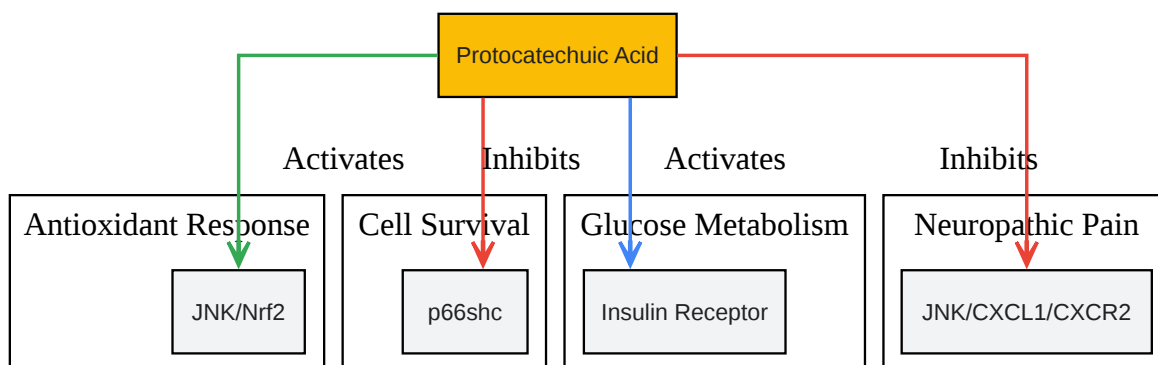 Protocatechuic Acid
Activates
Inhibits
Activates
Inhibits
Antioxidant Response
Cell Survival
Glucose Metabolism
Neuropathic Pain
JNK/Nrf2
p66shc
Insulin Receptor
JNK/CXCL1/CXCR2